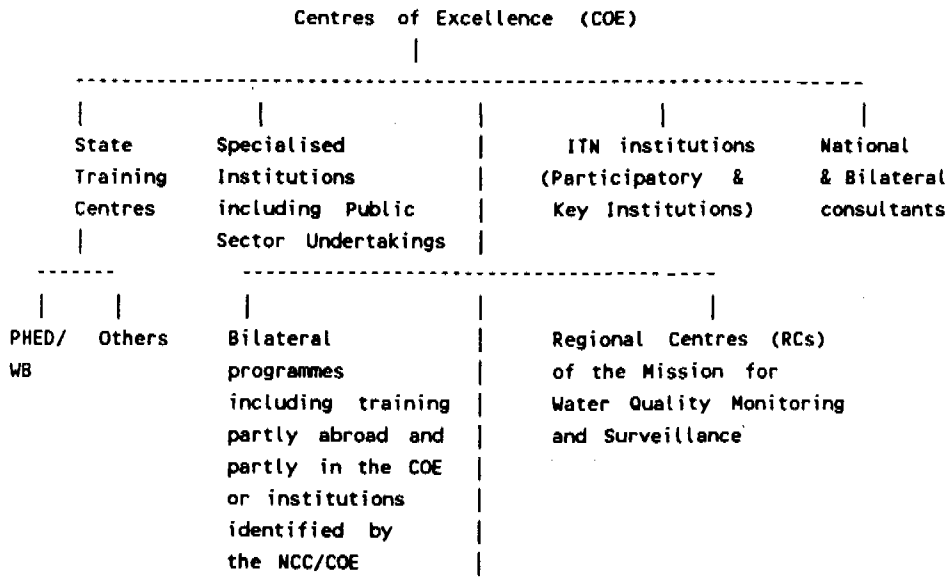 Centres of Excellence (COE)
State Specialised ITN institutions National
Training Institutions (Participatory & & Bilateral
Centres including Public Key Institutions) consultants
Sector Undertakings
PHED/ Others Bilateral Regional Centres (RCs)
WB programmes of the Mission for
including training Water Quality Monitoring
partly abroad and and Surveillance
partly in the COE
or institutions
identified by
the NCC/COE